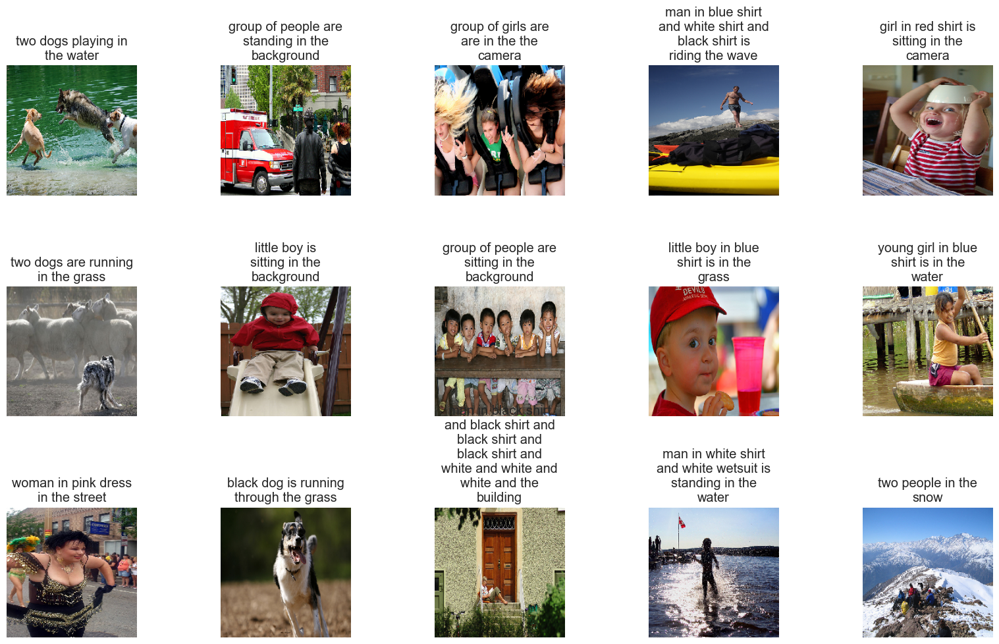 two dogs playing in
the water
group of people are
standing in the
background
group of girls are
are in the the
camera
man in blue shirt
and white shirt and
black shirt is
riding the wave
girl in red shirt is
sitting in the
camera
two dogs are running
in the grass
little boy is
sitting in the
background
group of people are
sitting in the
background
little boy in blue
shirt is in the
grass
DEVILS
young girl in blue
shirt is in the
water
woman in pink dress
in the street
black dog is running
through the grass
man in black shirt
and black shirt and
black shirt and
black shirt and
white and white and
white and the
building
man in white shirt
and white wetsuit is
standing in the
water
two people in the
snow